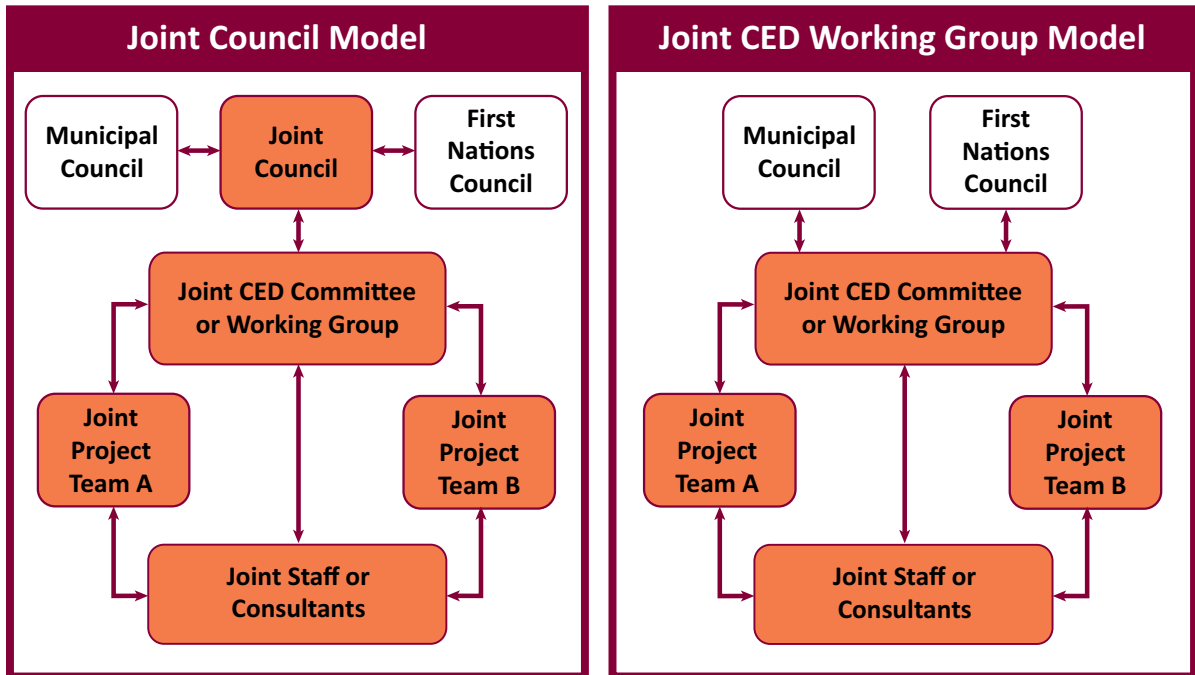 Joint Council Model
Municipal
Council
Joint
Council
First
Nations
Council
Joint CED Committee
or Working Group
Joint
Project
Team A
Joint
Project
Team B
Joint Staff or
Consultants
Joint CED Working Group Model
Municipal
Council
First
Nations
Council
Joint CED Committee
or Working Group
Joint
Project
Team A
Joint
Project
Team B
Joint Staff or
Consultants